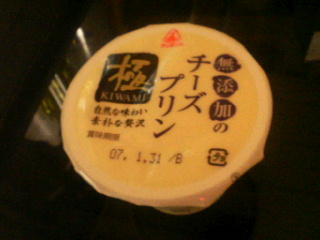 無添加の
チーズ
プリン
極
KIWAMI
自然な味わい
素朴な贅沢
賞味期限
07. 1.31 /B